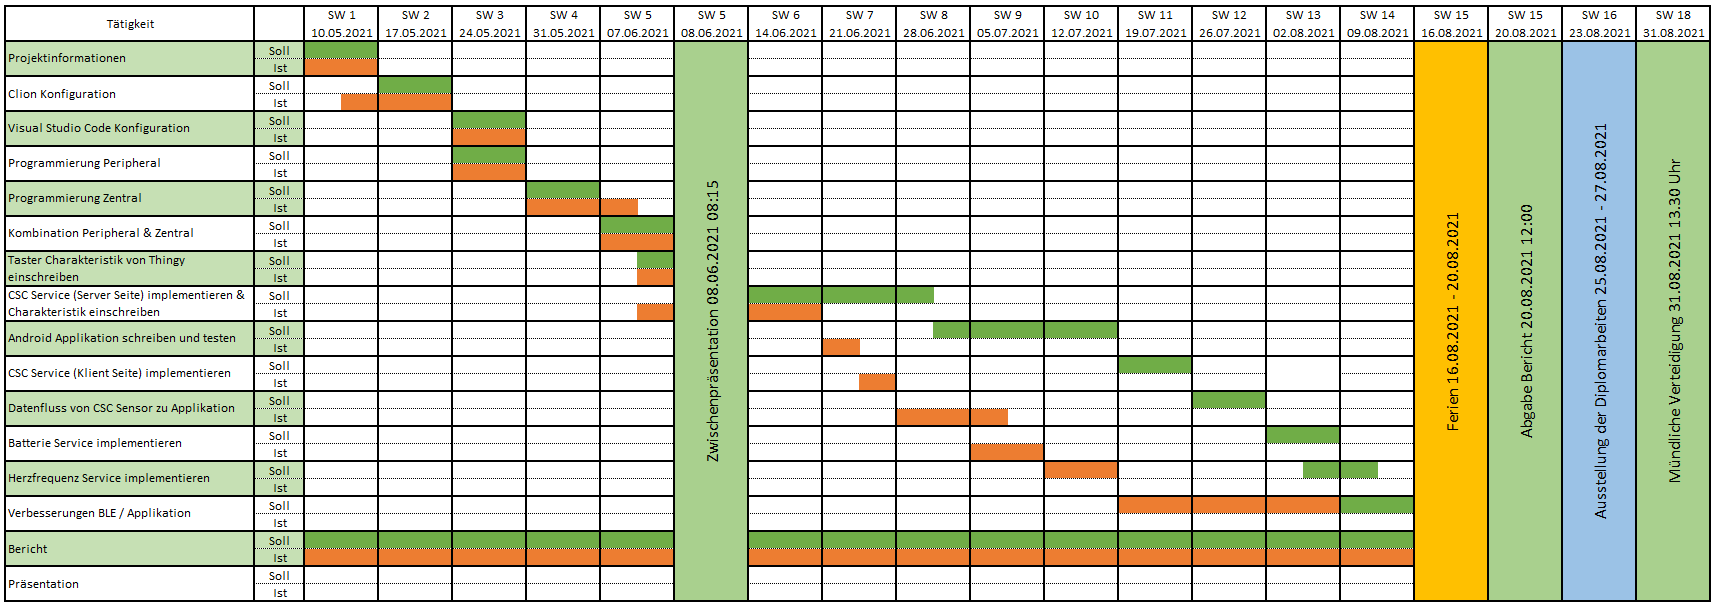 Tätigkeit
SW 1 SW 2 SW 3 SW 4 SW 5 SW 5 SW 6 SW 7 SW 8 SW 9 SW 10 SW 11 SW 12 SW 13 SW 14 SW 15 SW 15 SW 16 SW 18
10.05.2021 17.05.2021 24.05.2021 31.05.2021 07.06.2021 08.06.2021 14.06.2021 21.06.2021 28.06.2021 05.07.2021 12.07.2021 19.07.2021 26.07.2021 02.08.2021 09.08.2021 16.08.2021 20.08.2021 23.08.2021 31.08.2021
Projektinformationen
Soll
Ist
Clion Konfiguration
Soll
Ist
Visual Studio Code Konfiguration
Soll
Ist
Programmierung Peripheral
Soll
Ist
Programmierung Zentral
Soll
Ist
Kombination Peripheral & Zentral
Soll
Ist
Taster Charakteristik von Thingy
einschreiben
Soll
Ist
CSC Service (Server Seite) implementieren &
Charakteristik einschreiben
Soll
Ist
Android Applikation schreiben und testen
Soll
Ist
CSC Service (Klient Seite) implementieren
Soll
Ist
Datenfluss von CSC Sensor zu Applikation
Soll
Ist
Batterie Service implementieren
Soll
Ist
Herzfrequenz Service implementieren
Soll
Ist
Verbesserungen BLE / Applikation
Soll
Ist
Bericht
Soll
Ist
Präsentation
Soll
Ist
Zwischenpräsentation 08.06.2021 08:15
Ferien 16.08.2021 - 20.08.2021
Abgabe Bericht 20.08.2021 12:00
Ausstellung der Diplomarbeiten 25.08.2021 - 27.08.2021
Mündliche Verteidigung 31.08.2021 13.30 Uhr